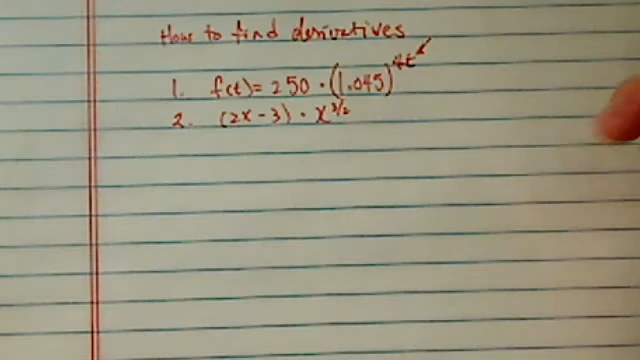 How to find derivatives
1. f(t) = 250 · (1.045)^4t
2. (2x - 3) · x^3/2